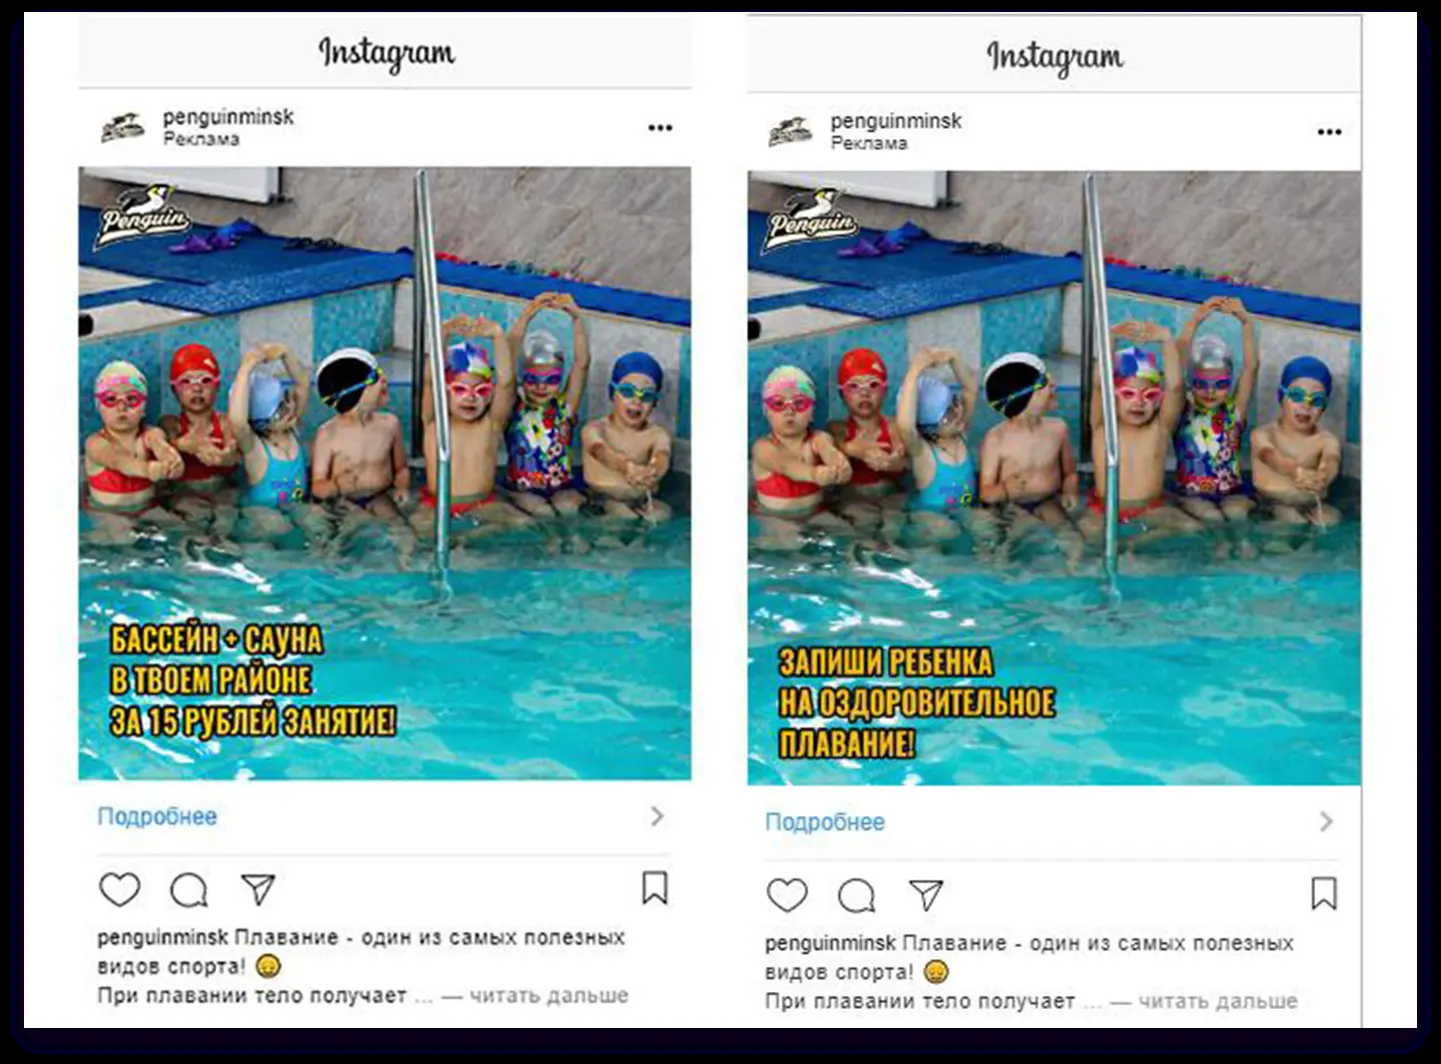 Instagram
penguinminsk
Реклама
Penguin
БАССЕЙН + САУНА
В ТВОЕМ РАЙОНЕ
ЗА 15 РУБЛЕЙ ЗАНЯТИЕ!
Подробнее
penguinminsk Плавание - один из самых полезных
видов спорта!
При плавании тело получает ... — читать дальше
Instagram
penguinminsk
Реклама
Penguin
ЗАПИШИ РЕБЕНКА
НА ОЗДОРОВИТЕЛЬНОЕ
ПЛАВАНИЕ!
Подробнее
penguinminsk Плавание - один из самых полезных
видов спорта!
При плавании тело получает ... — читать дальше